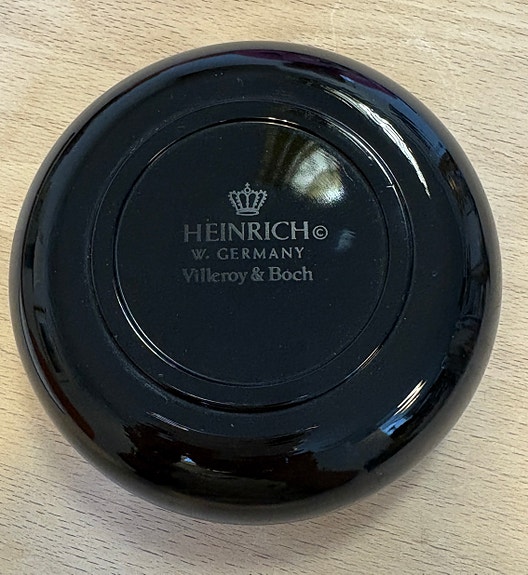 HEINRICH©
W. GERMANY
Villeroy & Boch